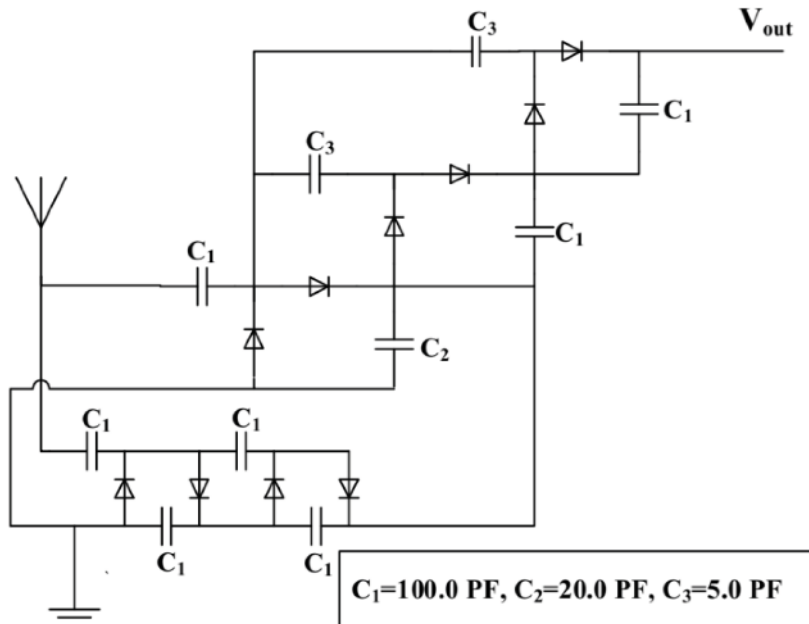 C₃
V_out
C₁
C₃
C₁
C₁
C₂
C₁
C₁
C₁
C₁
C₁=100.0 PF, C₂=20.0 PF, C₃=5.0 PF